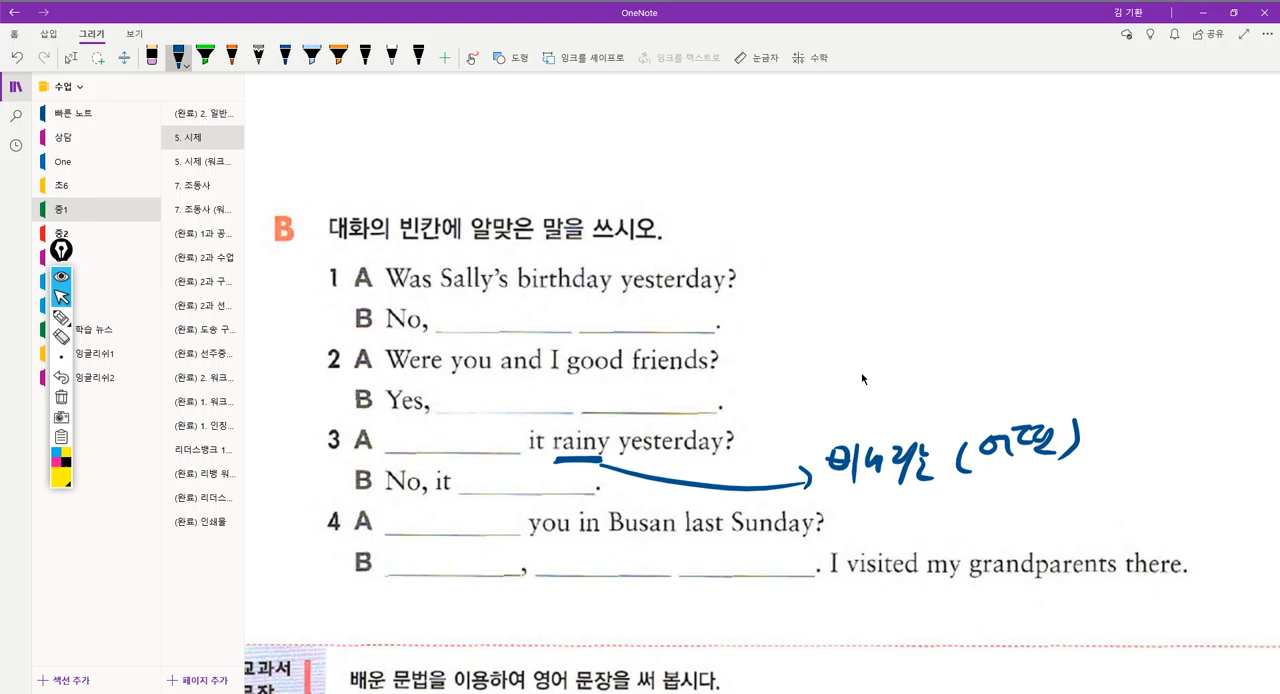 OneNote
김 기환
홈 삽입 그리기 보기
공유
도형 잉크를 셰이프로 잉크를 텍스트로 눈금자 수학
수업
빠른 노트
상담
One
초6
중1
중2
학습 뉴스
잉글리쉬1
잉글리쉬2
섹션 추가
(완료) 2. 일반...
5. 시제
5. 시제 (워크...
7. 조동사
7. 조동사 (워...
(완료) 1과 공...
(완료) 2과 수업
(완료) 2과 구...
(완료) 2과 선...
(완료) 도송 구...
(완료) 선주중...
(완료) 2. 워크...
(완료) 1. 워크...
(완료) 1. 인징...
리더스뱅크 1...
(완료) 리뱅 워...
(완료) 리더스...
(완료) 인쇄물
페이지 추가
B 대화의 빈칸에 알맞은 말을 쓰시오.
1 A Was Sally's birthday yesterday?
B No, ________ ________.
2 A Were you and I good friends?
B Yes, ________ ________.
3 A ________ it rainy yesterday?
비 내리는 (어떤)
B No, it ________.
4 A ________ you in Busan last Sunday?
B ________, ________ ________. I visited my grandparents there.
교과서
문장
배운 문법을 이용하여 영어 문장을 써 봅시다.